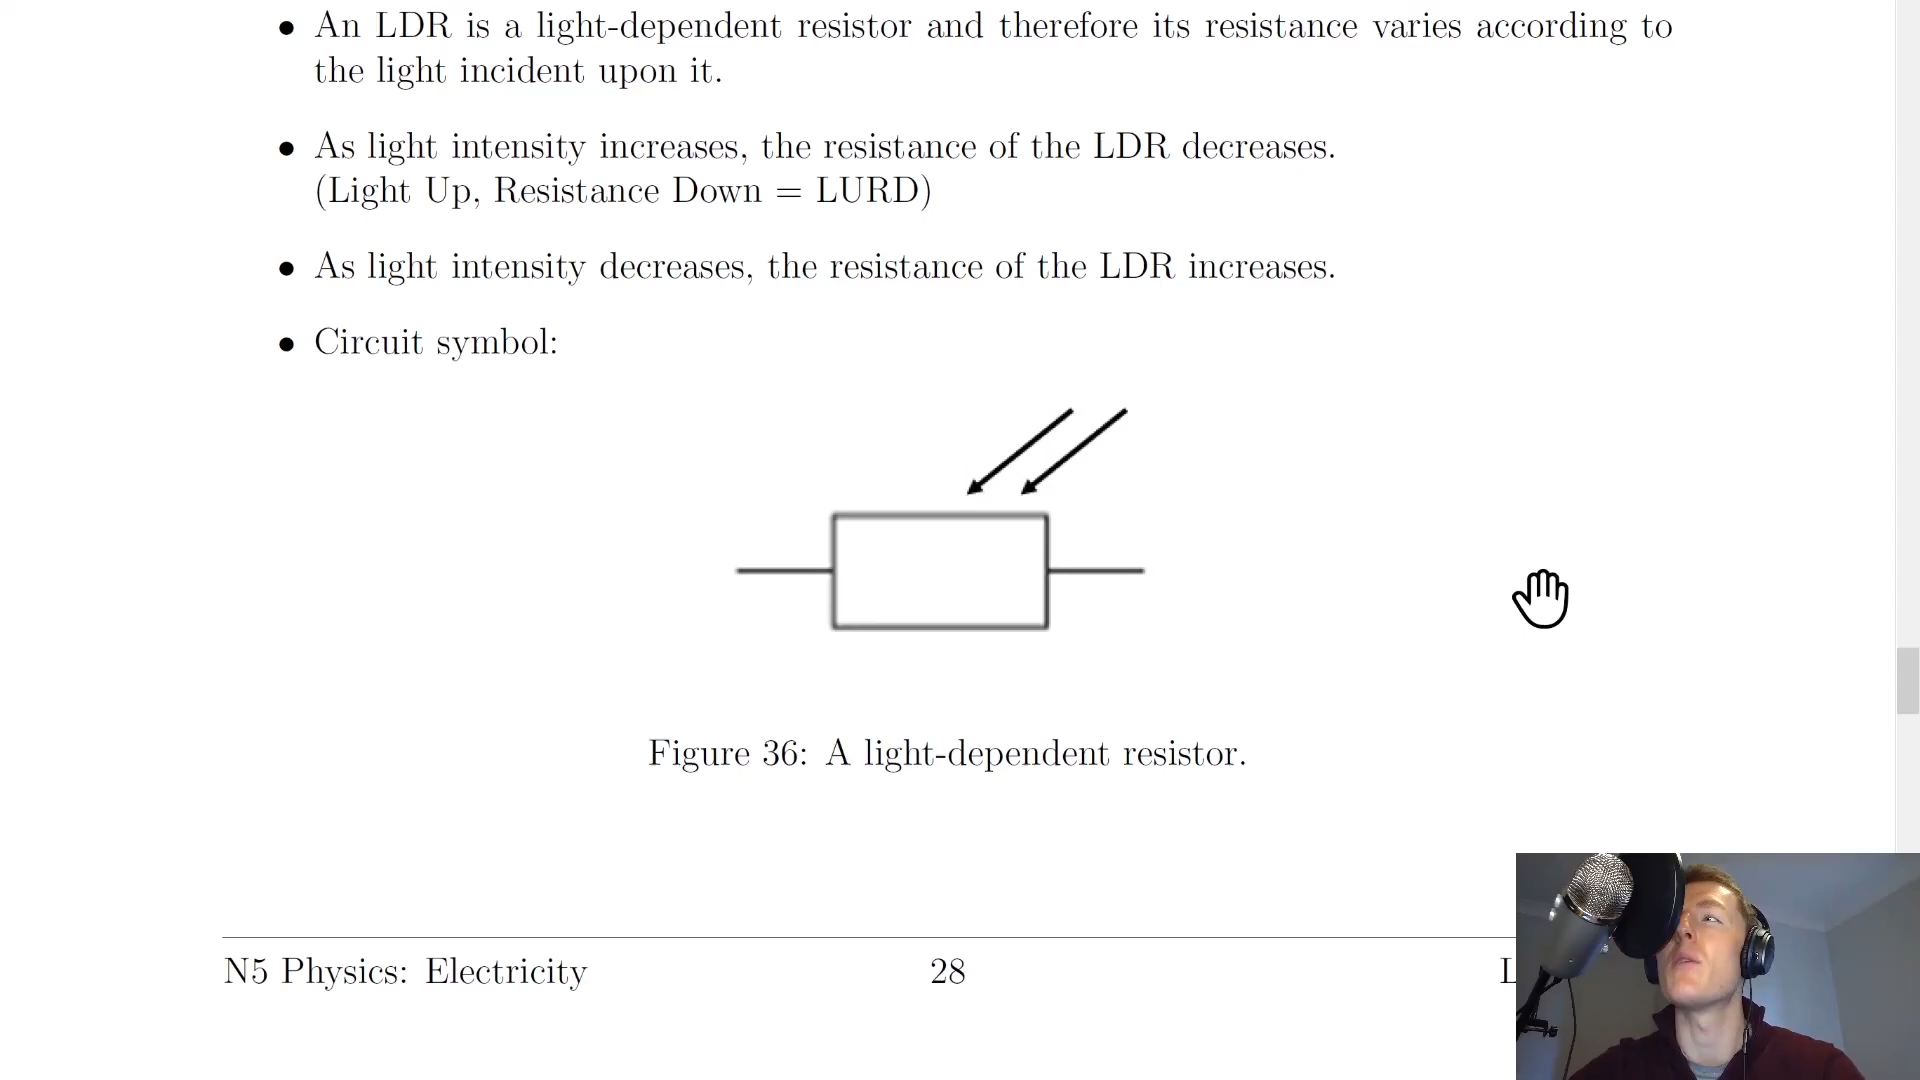 • An LDR is a light-dependent resistor and therefore its resistance varies according to
the light incident upon it.
• As light intensity increases, the resistance of the LDR decreases.
(Light Up, Resistance Down = LURD)
• As light intensity decreases, the resistance of the LDR increases.
• Circuit symbol:
Figure 36: A light-dependent resistor.
N5 Physics: Electricity 28